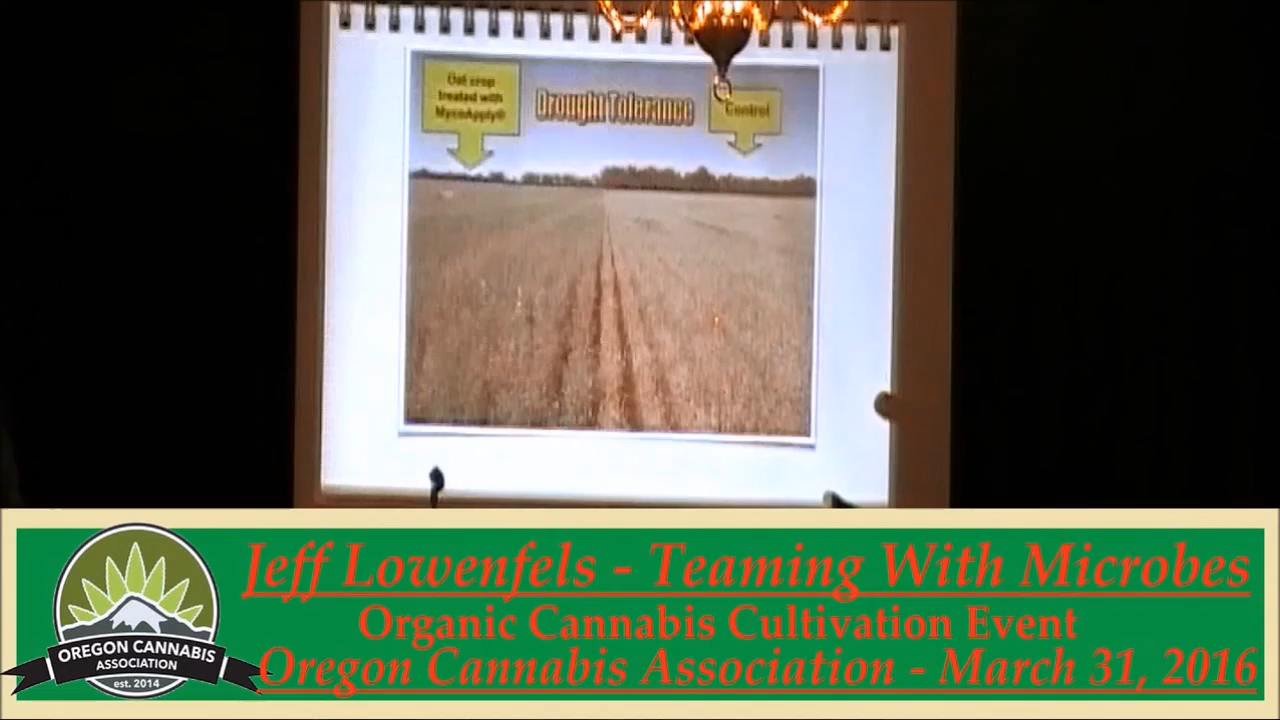 Oat crop
treated with
MycoApply®
Drought Tolerance
Control
Jeff Lowenfels - Teaming With Microbes
Organic Cannabis Cultivation Event
Oregon Cannabis Association - March 31, 2016
OREGON CANNABIS
ASSOCIATION
est. 2014